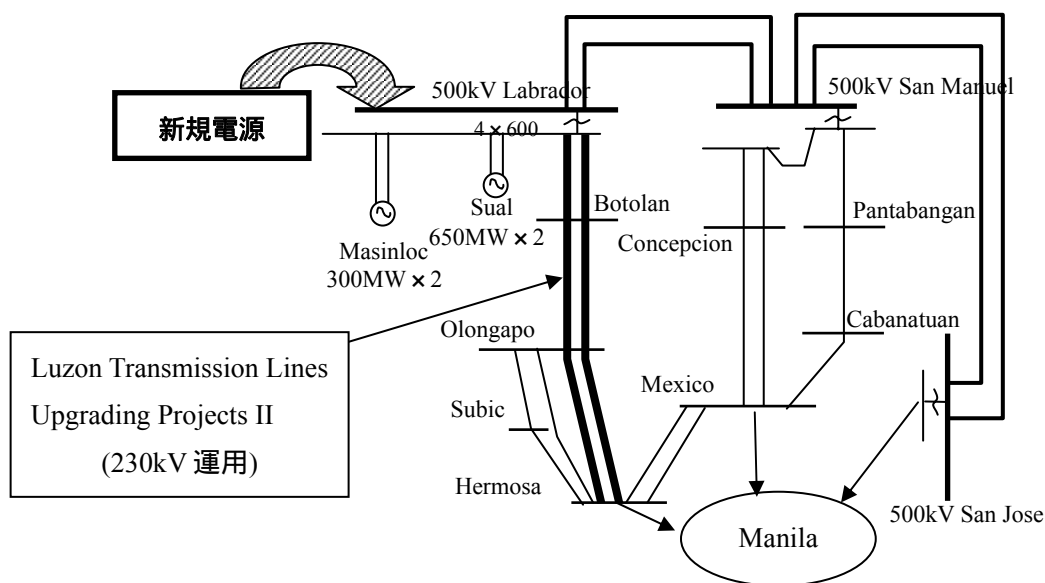 500kV Labrador
500kV San Manuel
新規電源
4×600
Sual
650MW×2
Masinloc
300MW×2
Botolan
Concepcion
Pantabangan
Luzon Transmission Lines
Upgrading Projects II
(230kV 運用)
Olongapo
Cabanatuan
Subic
Mexico
Hermosa
Manila
500kV San Jose